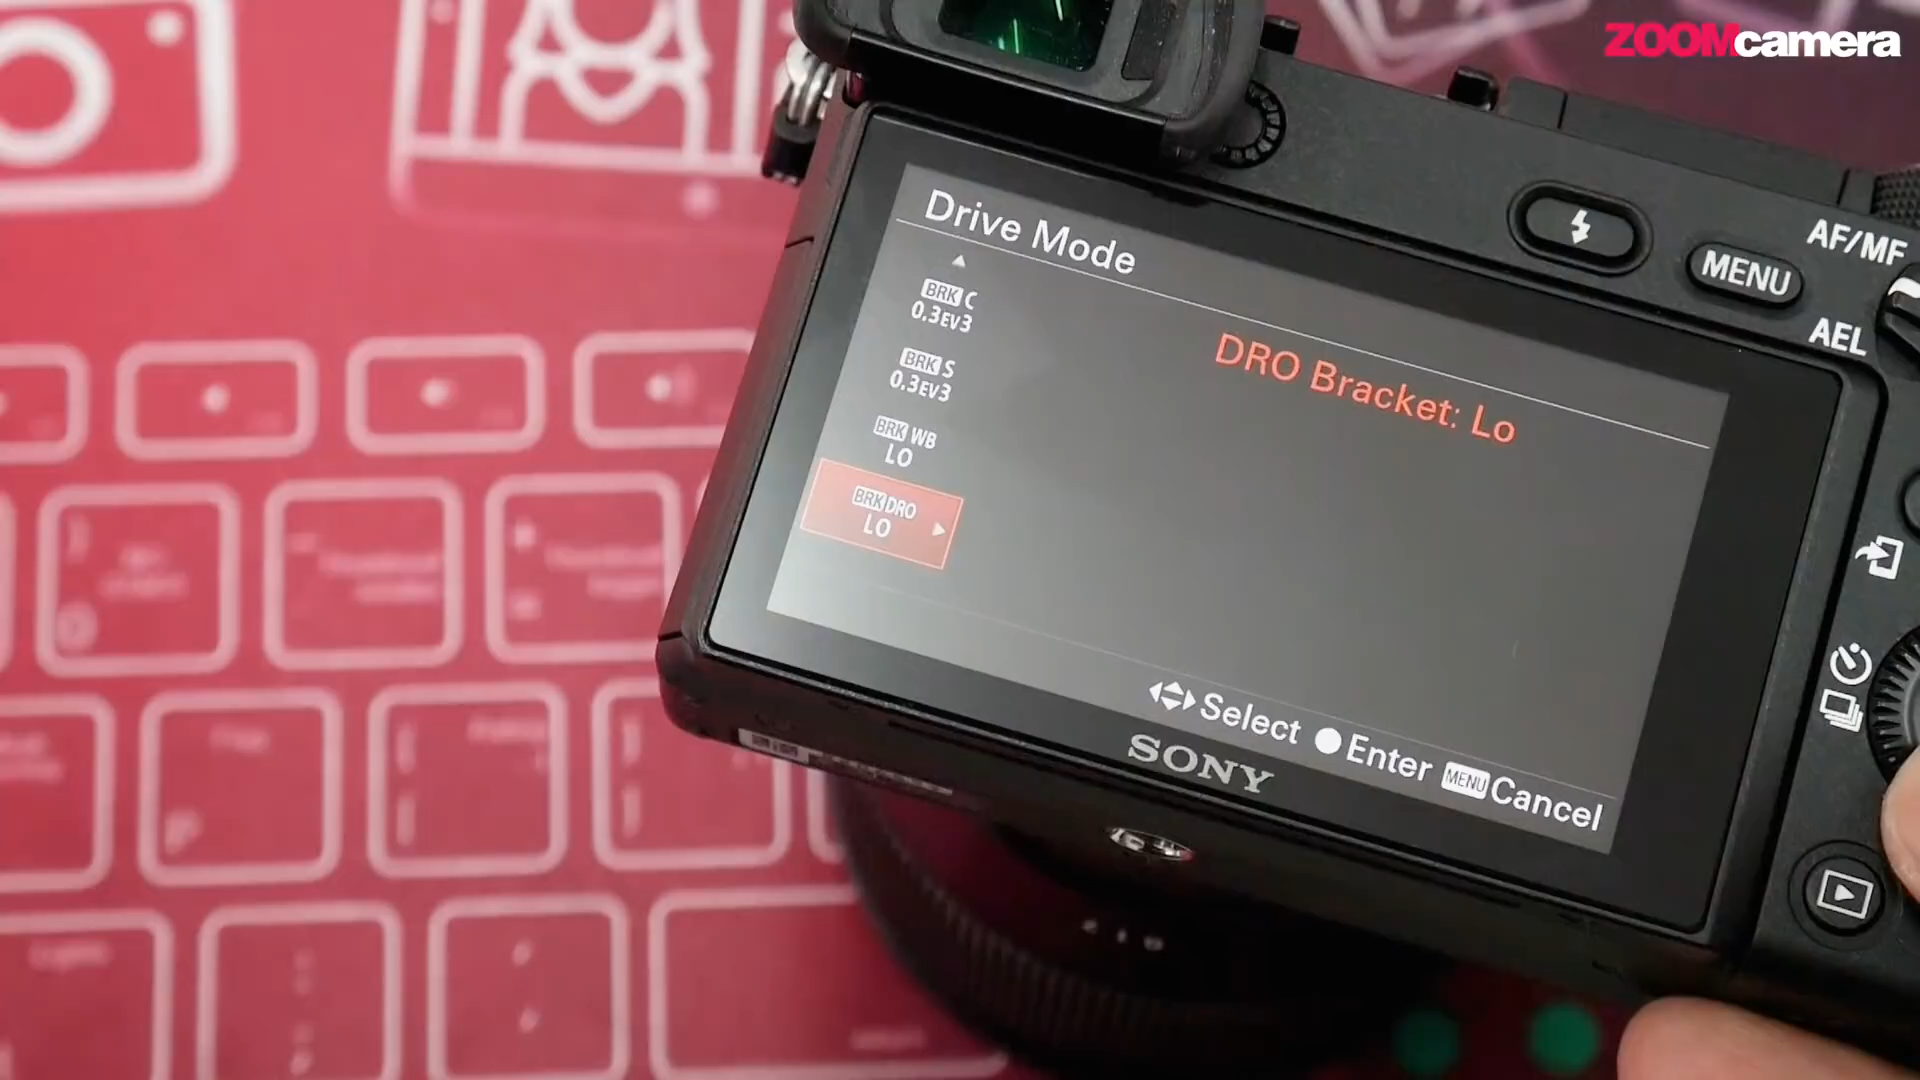 ZOOMcamera
Drive Mode
BRK C
0.3EV3
BRK S
0.3EV3
BRK WB
LO
BRK DRO
LO
DRO Bracket: Lo
Select Enter MENU Cancel
SONY
MENU
AF/MF
AEL